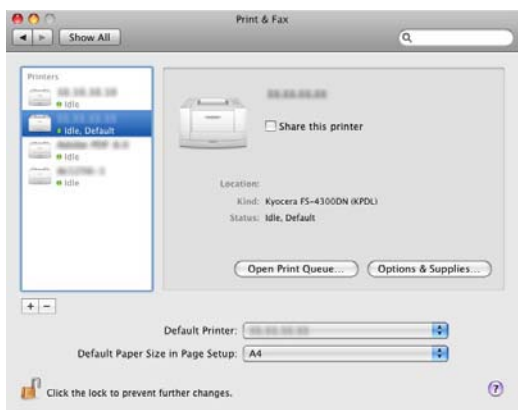 Print & Fax
Show All
Printers
Idle
Idle, Default
Idle
Idle
Share this printer
Location:
Kind: Kyocera FS-4300DN (KPDL)
Status: Idle, Default
Open Print Queue...
Options & Supplies...
+ −
Default Printer:
Default Paper Size in Page Setup: A4
Click the lock to prevent further changes.
?